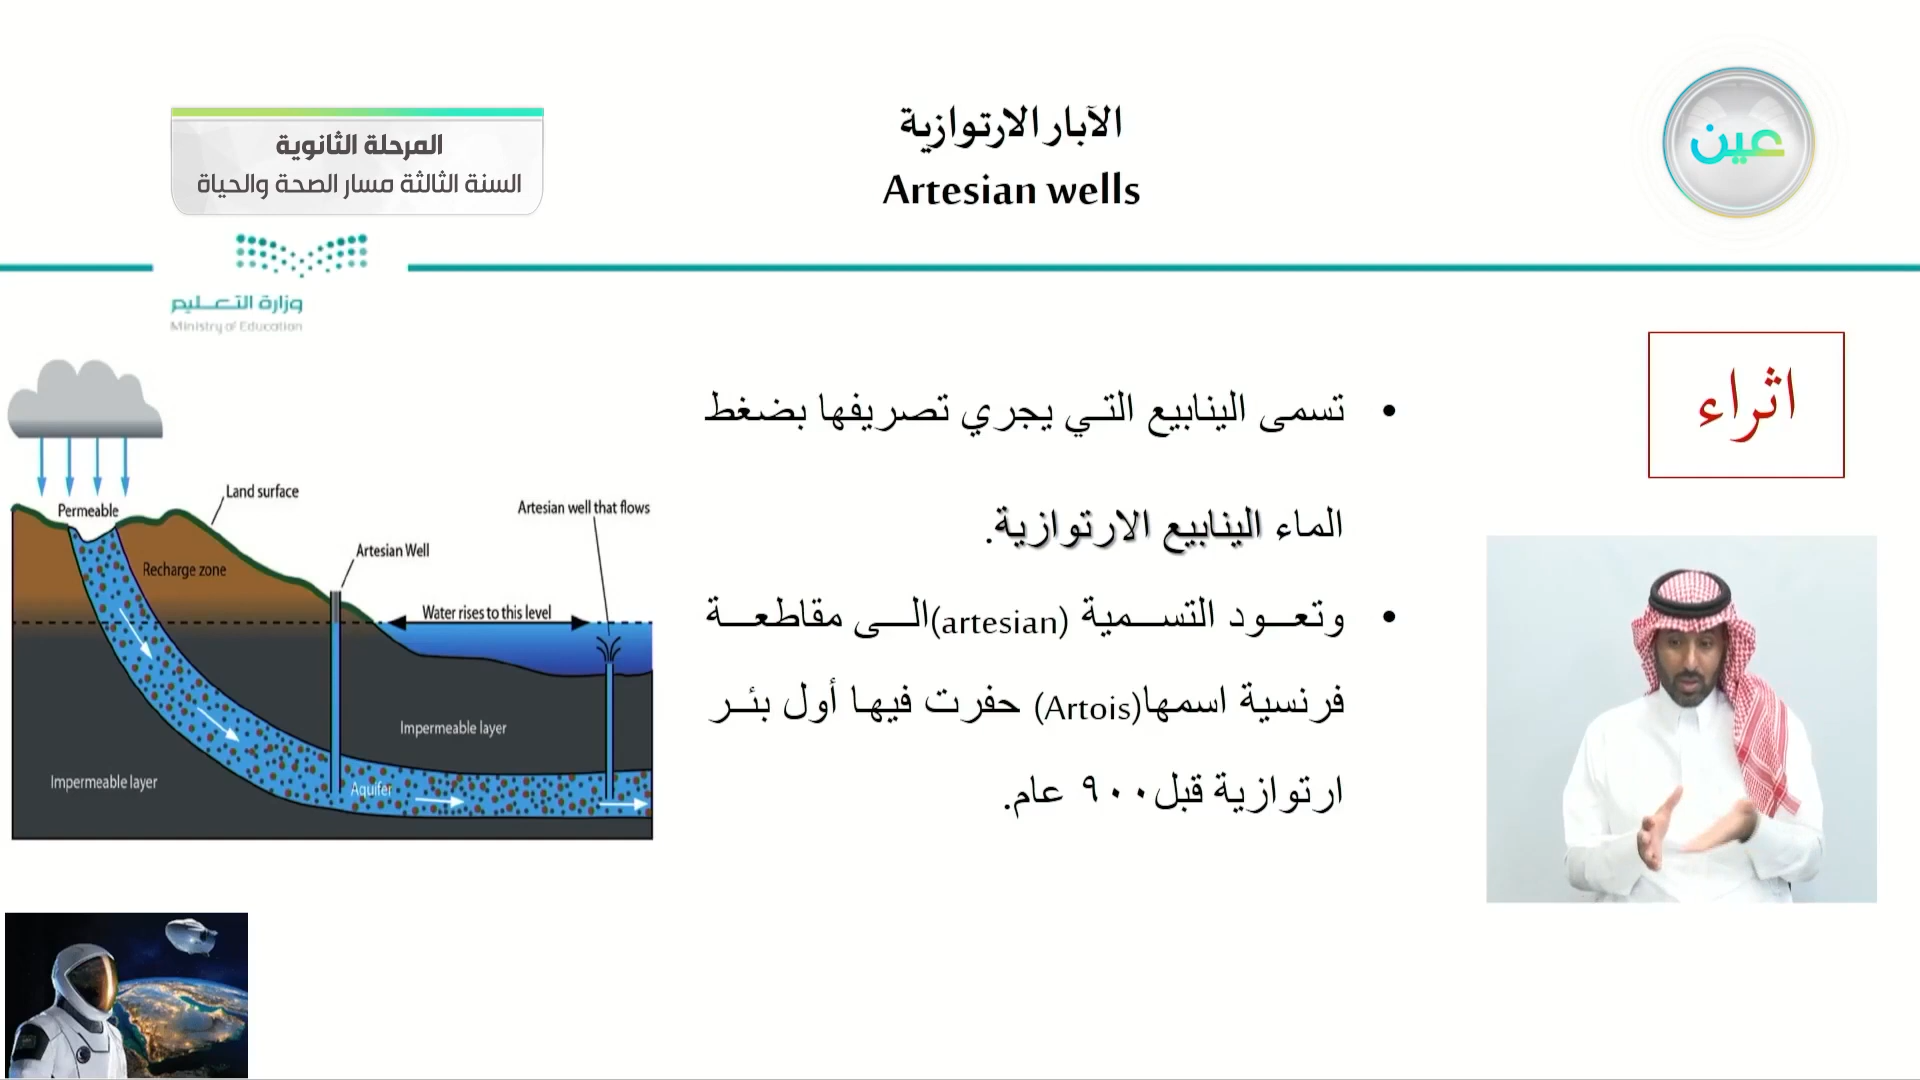 الآبار الارتوازية
Artesian wells
عين
المرحلة الثانوية
السنة الثالثة مسار الصحة والحياة
وزارة التعليم
Ministry of Education
اثراء
• تسمى الينابيع التي يجري تصريفها بضغط
الماء الينابيع الارتوازية.
• وتعود التسمية (artesian)الى مقاطعة
فرنسية اسمها(Artois) حفرت فيها أول بئر
ارتوازية قبل٩٠٠ عام.
Land surface
Permeable
Artesian well that flows
Artesian Well
Recharge zone
Water rises to this level
Impermeable layer
Impermeable layer
Aquifer